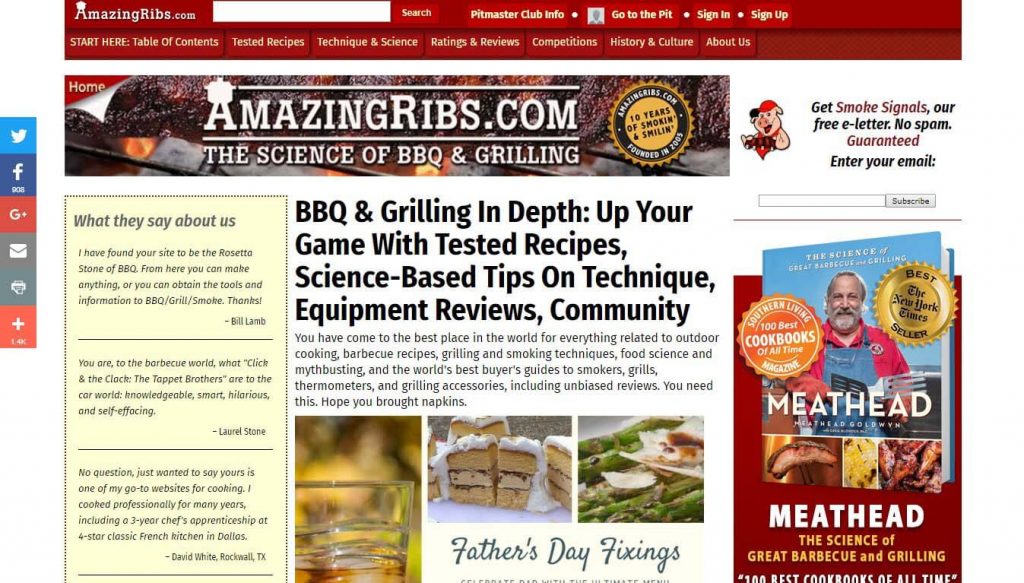 AmazingRibs.com
Search
Pitmaster Club Info • Go to the Pit • Sign In • Sign Up
START HERE: Table Of Contents
Tested Recipes
Technique & Science
Ratings & Reviews
Competitions
History & Culture
About Us
Home
AMAZINGRIBS.COM
THE SCIENCE OF BBQ & GRILLING
AMAZINGRIBS.COM
10 YEARS
OF SMOKIN'
& SMILIN'
FOUNDED IN 2005
Get Smoke Signals, our
free e-letter. No spam.
Guaranteed
Enter your email:
Subscribe
908
1.4K
What they say about us
I have found your site to be the Rosetta
Stone of BBQ. From here you can make
anything, or you can obtain the tools and
information to BBQ/Grill/Smoke. Thanks!
– Bill Lamb
You are, to the barbecue world, what "Click
& the Clack: The Tappet Brothers" are to the
car world: knowledgeable, smart, hilarious,
and self-effacing.
– Laurel Stone
No question, just wanted to say yours is
one of my go-to websites for cooking. I
cooked professionally for many years,
including a 3-year chef's apprenticeship at
4-star classic French kitchen in Dallas.
– David White, Rockwall, TX
BBQ & Grilling In Depth: Up Your
Game With Tested Recipes,
Science-Based Tips On Technique,
Equipment Reviews, Community
You have come to the best place in the world for everything related to outdoor
cooking, barbecue recipes, grilling and smoking techniques, food science and
mythbusting, and the world's best buyer's guides to smokers, grills,
thermometers, and grilling accessories, including unbiased reviews. You need
this. Hope you brought napkins.
Father's Day Fixings
CELEBRATE DAD WITH THE ULTIMATE MENU
THE SCIENCE of
GREAT BARBECUE and GRILLING
BEST
The
New York
Times
SELLER
SOUTHERN LIVING
100 Best
COOKBOOKS
Of All Time
MAGAZINE
MEATHEAD
MEATHEAD GOLDWYN
MEATHEAD
THE SCIENCE of
GREAT BARBECUE and GRILLING
"100 BEST COOKBOOKS OF ALL TIME"